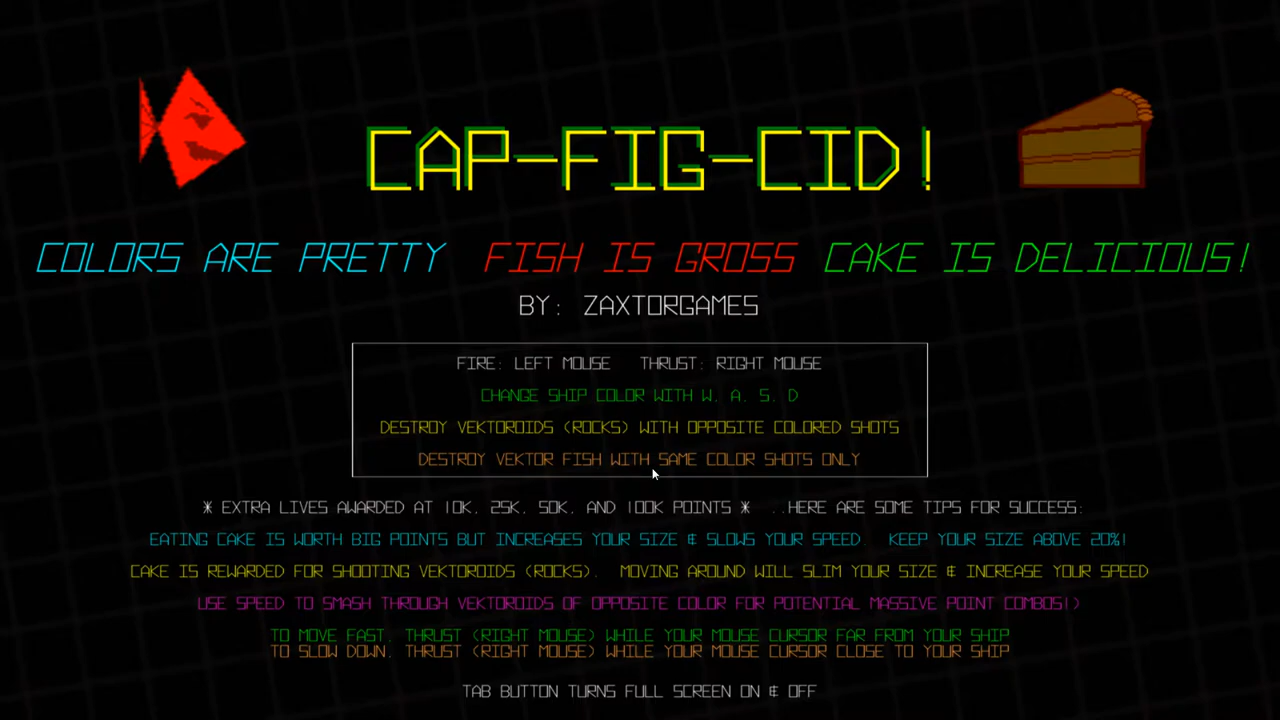 CAP-FIG-CID!
COLORS ARE PRETTY FISH IS GROSS CAKE IS DELICIOUS!
BY: ZAXTORGAMES
FIRE: LEFT MOUSE THRUST: RIGHT MOUSE
CHANGE SHIP COLOR WITH W, A, S, D
DESTROY VEKTOROIDS (ROCKS) WITH OPPOSITE COLORED SHOTS
DESTROY VEKTOR FISH WITH SAME COLOR SHOTS ONLY
* EXTRA LIVES AWARDED AT 10K, 25K, 50K, AND 100K POINTS * ..HERE ARE SOME TIPS FOR SUCCESS:
EATING CAKE IS WORTH BIG POINTS BUT INCREASES YOUR SIZE & SLOWS YOUR SPEED. KEEP YOUR SIZE ABOVE 20%!
CAKE IS REWARDED FOR SHOOTING VEKTOROIDS (ROCKS). MOVING AROUND WILL SLIM YOUR SIZE & INCREASE YOUR SPEED
USE SPEED TO SMASH THROUGH VEKTOROIDS OF OPPOSITE COLOR FOR POTENTIAL MASSIVE POINT COMBOS!)
TO MOVE FAST, THRUST (RIGHT MOUSE) WHILE YOUR MOUSE CURSOR FAR FROM YOUR SHIP
TO SLOW DOWN, THRUST (RIGHT MOUSE) WHILE YOUR MOUSE CURSOR CLOSE TO YOUR SHIP
TAB BUTTON TURNS FULL SCREEN ON & OFF